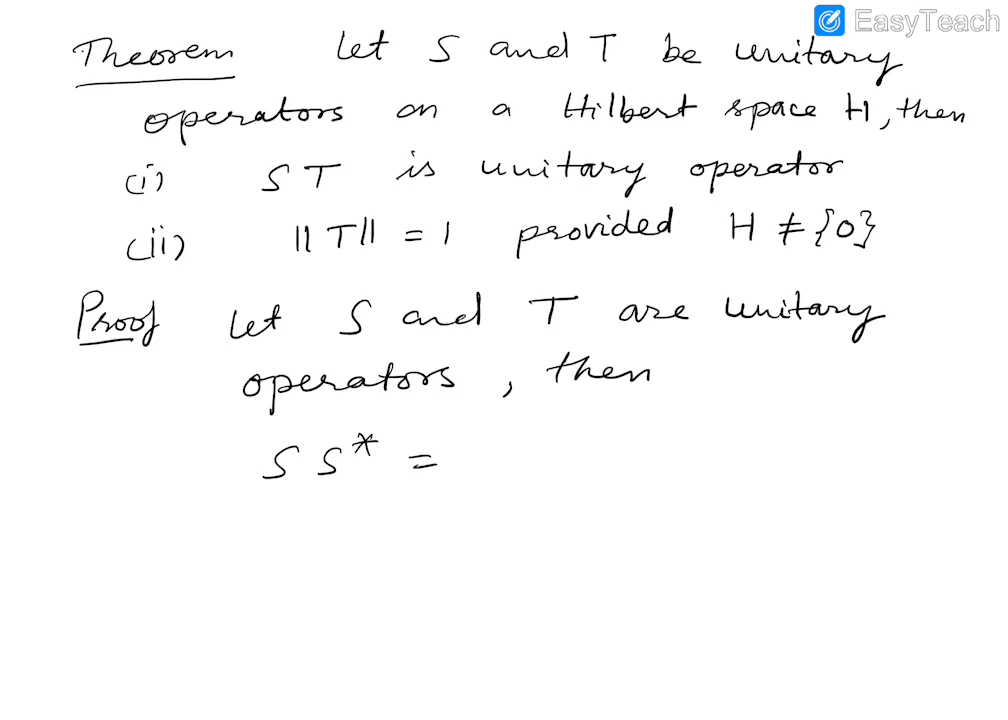 EasyTeach
Theorem Let S and T be unitary
operators on a Hilbert space H, then
(i) ST is unitary operator
(ii) ||T|| = 1 provided H ≠ {0}
Proof Let S and T are unitary
operators, then
S S* =